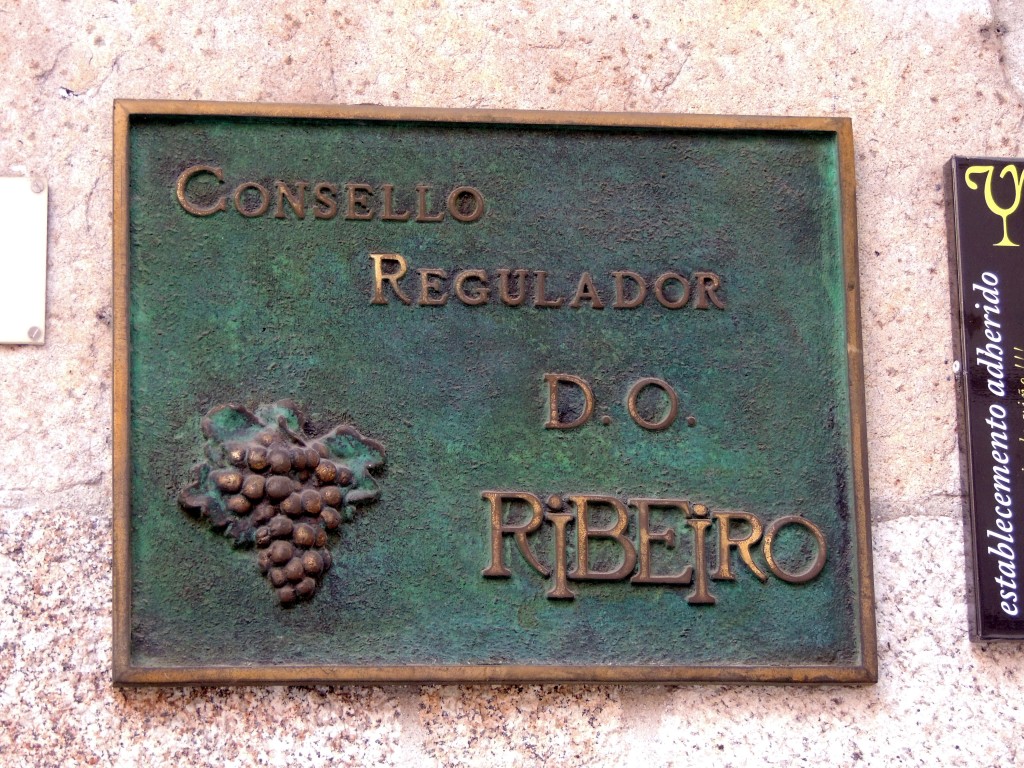 CONSELLO
REGULADOR
D.O.
RiBEiRO
establecemento adherido